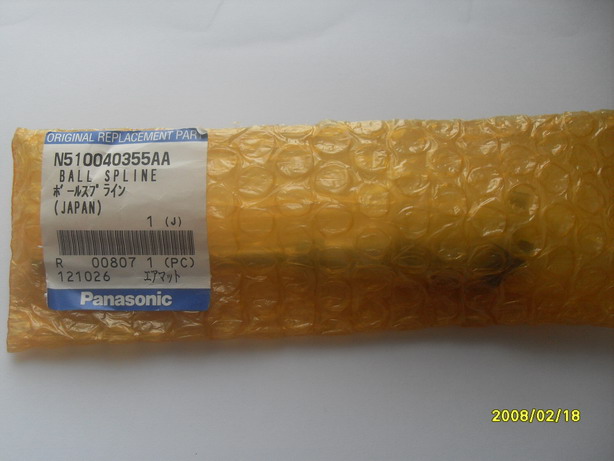 ORIGINAL REPLACEMENT PART
N510040355AA
BALL SPLINE
ボールスプライン
(JAPAN)
1 (J)
R 00807 1 (PC)
121026 エアマット
Panasonic
2008/02/18